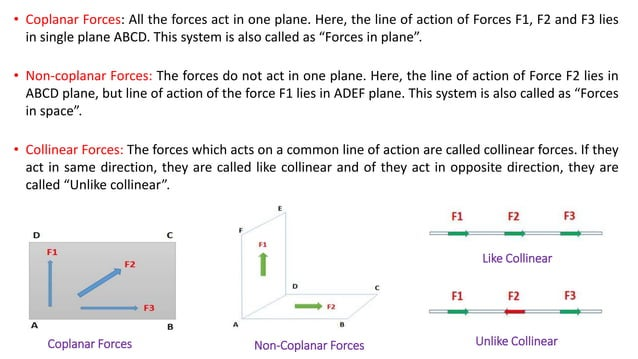 • Coplanar Forces: All the forces act in one plane. Here, the line of action of Forces F1, F2 and F3 lies
in single plane ABCD. This system is also called as “Forces in plane”.
• Non-coplanar Forces: The forces do not act in one plane. Here, the line of action of Force F2 lies in
ABCD plane, but line of action of the force F1 lies in ADEF plane. This system is also called as “Forces
in space”.
• Collinear Forces: The forces which acts on a common line of action are called collinear forces. If they
act in same direction, they are called like collinear and of they act in opposite direction, they are
called “Unlike collinear”.
D C
F1
F2
F3
A B
Coplanar Forces
E
F
F1
D C
F2
A B
Non-Coplanar Forces
F1 F2 F3
Like Collinear
F1 F2 F3
Unlike Collinear